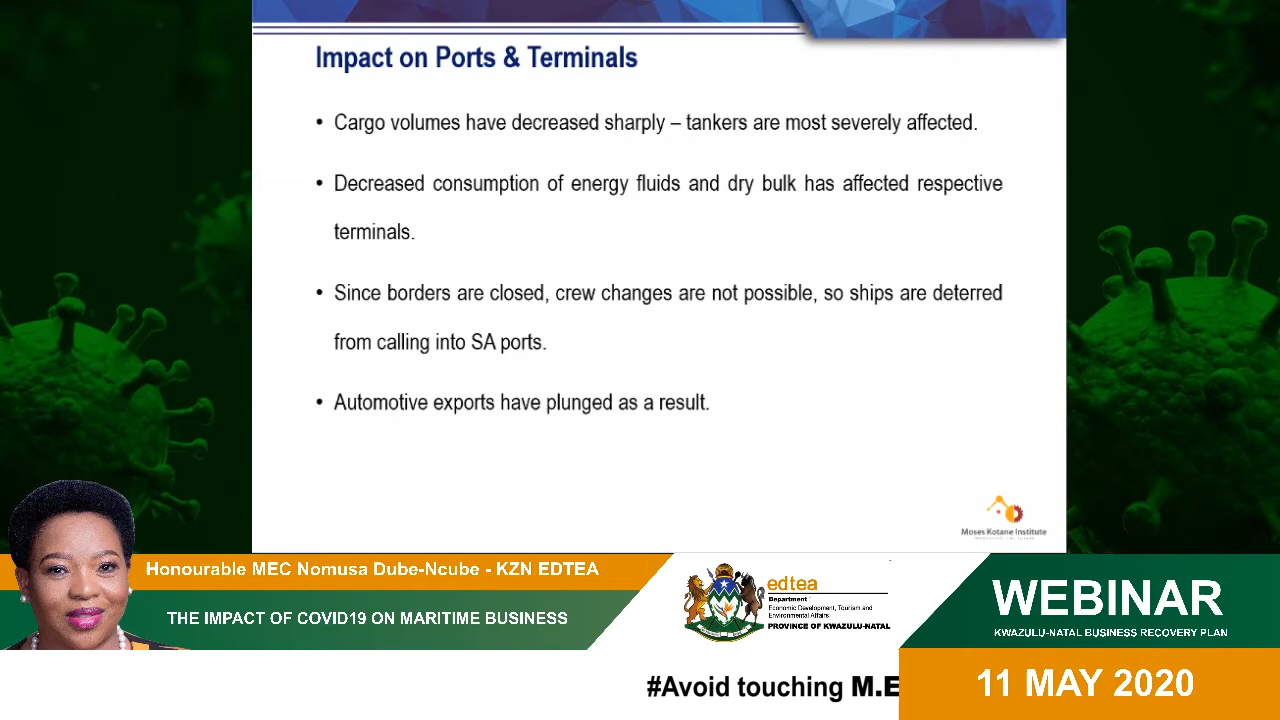 Impact on Ports & Terminals
• Cargo volumes have decreased sharply – tankers are most severely affected.
• Decreased consumption of energy fluids and dry bulk has affected respective
terminals.
• Since borders are closed, crew changes are not possible, so ships are deterred
from calling into SA ports.
• Automotive exports have plunged as a result.
Moses Kotane Institute
Honourable MEC Nomusa Dube-Ncube - KZN EDTEA
THE IMPACT OF COVID19 ON MARITIME BUSINESS
edtea
Department:
Economic Development, Tourism and
Environmental Affairs
PROVINCE OF KWAZULU-NATAL
WEBINAR
KWAZULU-NATAL BUSINESS RECOVERY PLAN
#Avoid touching M.E
11 MAY 2020